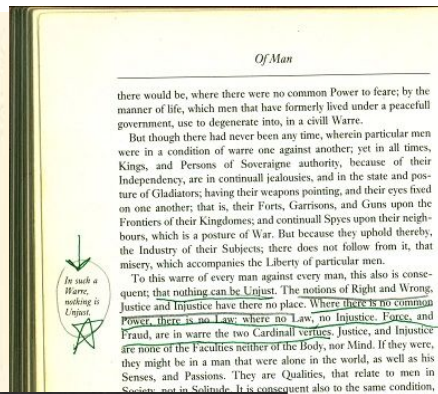 Of Man
there would be, where there were no common Power to feare; by the
manner of life, which men that have formerly lived under a peacefull
government, use to degenerate into, in a civill Warre.
But though there had never been any time, wherein particular men
were in a condition of warre one against another; yet in all times,
Kings, and Persons of Soveraigne authority, because of their
Independency, are in continuall jealousies, and in the state and pos-
ture of Gladiators; having their weapons pointing, and their eyes fixed
on one another; that is, their Forts, Garrisons, and Guns upon the
Frontiers of their Kingdomes; and continuall Spyes upon their neigh-
bours, which is a posture of War. But because they uphold thereby,
the Industry of their Subjects; there does not follow from it, that
misery, which accompanies the Liberty of particular men.
To this warre of every man against every man, this also is conse-
quent; that nothing can be Unjust. The notions of Right and Wrong,
Justice and Injustice have there no place. Where there is no common
Power, there is no Law: where no Law, no Injustice. Force, and
Fraud, are in warre the two Cardinall vertues. Justice, and Injustice
are none of the Faculties neither of the Body, nor Mind. If they were,
they might be in a man that were alone in the world, as well as his
Senses, and Passions. They are Qualities, that relate to men in
Society, not in Solitude. It is consequent also to the same condition,
In such a
Warre,
nothing is
Unjust.